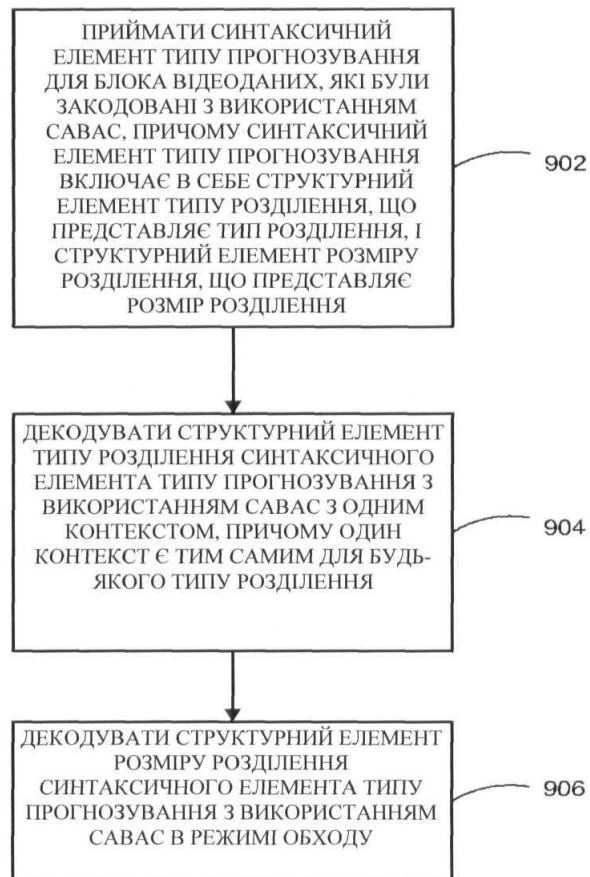 ПРИЙМАТИ СИНТАКСИЧНИЙ
ЕЛЕМЕНТ ТИПУ ПРОГНОЗУВАННЯ
ДЛЯ БЛОКА ВІДЕОДАНИХ, ЯКІ БУЛИ
ЗАКОДОВАНІ З ВИКОРИСТАННЯМ
САВАС, ПРИЧОМУ СИНТАКСИЧНИЙ
ЕЛЕМЕНТ ТИПУ ПРОГНОЗУВАННЯ
ВКЛЮЧАЄ В СЕБЕ СТРУКТУРНИЙ
ЕЛЕМЕНТ ТИПУ РОЗДІЛЕННЯ, ЩО
ПРЕДСТАВЛЯЄ ТИП РОЗДІЛЕННЯ, І
СТРУКТУРНИЙ ЕЛЕМЕНТ РОЗМІРУ
РОЗДІЛЕННЯ, ЩО ПРЕДСТАВЛЯЄ
РОЗМІР РОЗДІЛЕННЯ
902
ДЕКОДУВАТИ СТРУКТУРНИЙ ЕЛЕМЕНТ
ТИПУ РОЗДІЛЕННЯ СИНТАКСИЧНОГО
ЕЛЕМЕНТА ТИПУ ПРОГНОЗУВАННЯ З
ВИКОРИСТАННЯМ САВАС З ОДНИМ
КОНТЕКСТОМ, ПРИЧОМУ ОДИН
КОНТЕКСТ Є ТИМ САМИМ ДЛЯ БУДЬ-
ЯКОГО ТИПУ РОЗДІЛЕННЯ
904
ДЕКОДУВАТИ СТРУКТУРНИЙ ЕЛЕМЕНТ
РОЗМІРУ РОЗДІЛЕННЯ
СИНТАКСИЧНОГО ЕЛЕМЕНТА ТИПУ
ПРОГНОЗУВАННЯ З ВИКОРИСТАННЯМ
САВАС В РЕЖИМІ ОБХОДУ
906